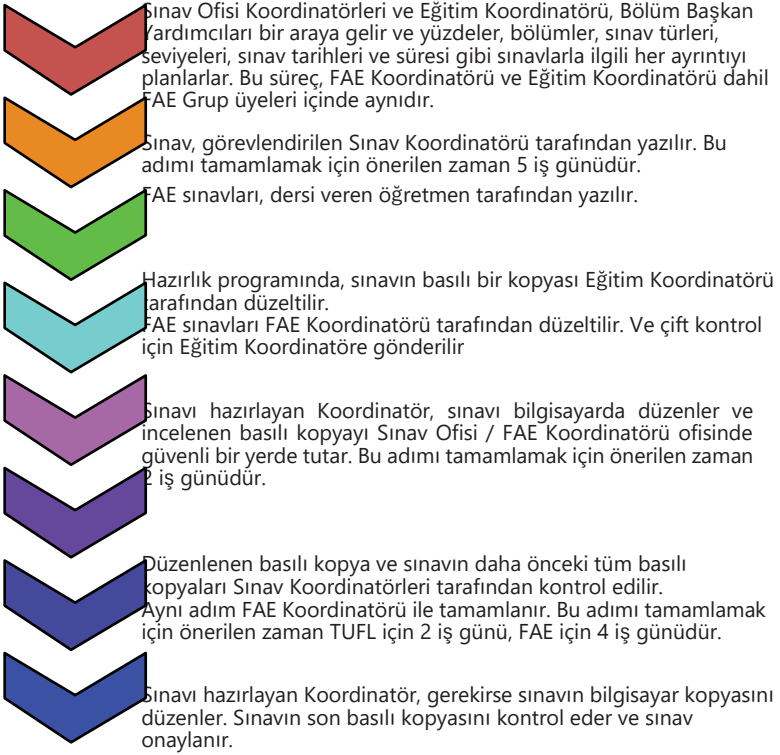 Sınav Ofisi Koordinatörleri ve Eğitim Koordinatörü, Bölüm Başkan
Yardımcıları bir araya gelir ve yüzdeler, bölümler, sınav türleri,
seviyeleri, sınav tarihleri ve süresi gibi sınavlarla ilgili her ayrıntıyı
planlarlar. Bu süreç, FAE Koordinatörü ve Eğitim Koordinatörü dahil
FAE Grup üyeleri içinde aynıdır.
Sınav, görevlendirilen Sınav Koordinatörü tarafından yazılır. Bu
adımı tamamlamak için önerilen zaman 5 iş günüdür.
FAE sınavları, dersi veren öğretmen tarafından yazılır.
Hazırlık programında, sınavın basılı bir kopyası Eğitim Koordinatörü
tarafından düzeltilir.
FAE sınavları FAE Koordinatörü tarafından düzeltilir. Ve çift kontrol
için Eğitim Koordinatöre gönderilir
Sınavı hazırlayan Koordinatör, sınavı bilgisayarda düzenler ve
incelenen basılı kopyayı Sınav Ofisi / FAE Koordinatörü ofisinde
güvenli bir yerde tutar. Bu adımı tamamlamak için önerilen zaman
2 iş günüdür.
Düzenlenen basılı kopya ve sınavın daha önceki tüm basılı
kopyaları Sınav Koordinatörleri tarafından kontrol edilir.
Aynı adım FAE Koordinatörü ile tamamlanır. Bu adımı tamamlamak
için önerilen zaman TUFL için 2 iş günü, FAE için 4 iş günüdür.
Sınavı hazırlayan Koordinatör, gerekirse sınavın bilgisayar kopyasını
düzenler. Sınavın son basılı kopyasını kontrol eder ve sınav
onaylanır.